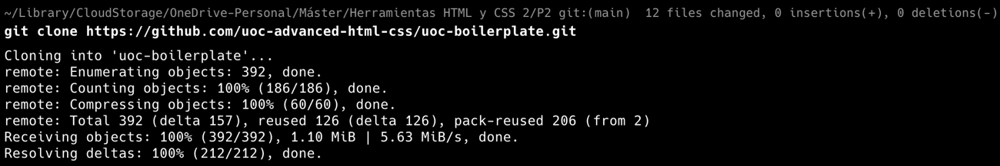 ~/Library/CloudStorage/OneDrive-Personal/Máster/Herramientas HTML y CSS 2/P2 git:(main)  12 files changed, 0 insertions(+), 0 deletions(-)
git clone https://github.com/uoc-advanced-html-css/uoc-boilerplate.git
Cloning into 'uoc-boilerplate'...
remote: Enumerating objects: 392, done.
remote: Counting objects: 100% (186/186), done.
remote: Compressing objects: 100% (60/60), done.
remote: Total 392 (delta 157), reused 126 (delta 126), pack-reused 206 (from 2)
Receiving objects: 100% (392/392), 1.10 MiB | 5.63 MiB/s, done.
Resolving deltas: 100% (212/212), done.